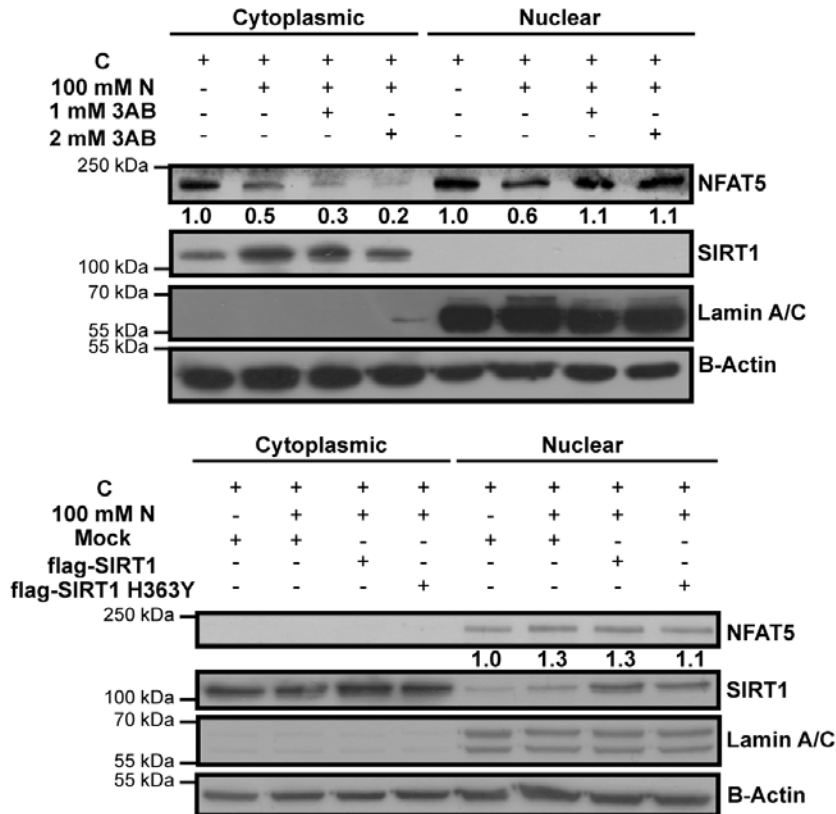 Cytoplasmic Nuclear
C + + + + + + + +
100 mM N - + + + - + + +
1 mM 3AB - - + - - - + -
2 mM 3AB - - - + - - - +
250 kDa NFAT5
1.0 0.5 0.3 0.2 1.0 0.6 1.1 1.1
SIRT1
100 kDa
70 kDa
Lamin A/C
55 kDa
55 kDa
B-Actin
Cytoplasmic Nuclear
C + + + + + + + +
100 mM N - + + + - + + +
Mock + + - - + + - -
flag-SIRT1 - - + - - - + -
flag-SIRT1 H363Y - - - + - - - +
250 kDa
NFAT5
1.0 1.3 1.3 1.1
SIRT1
100 kDa
70 kDa
Lamin A/C
55 kDa
55 kDa
B-Actin